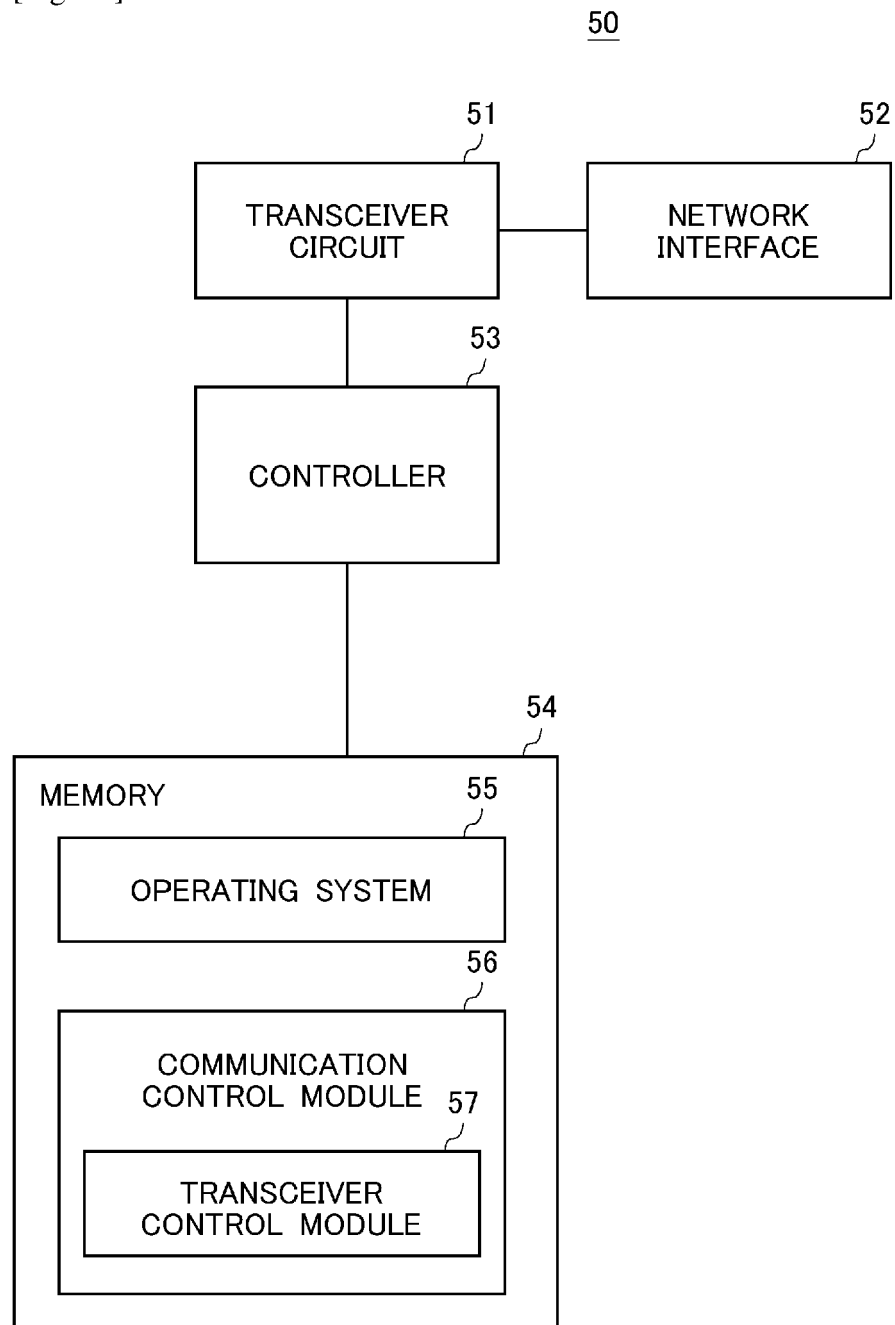 50
51
52
TRANSCEIVER
CIRCUIT
NETWORK
INTERFACE
53
CONTROLLER
54
MEMORY
55
OPERATING SYSTEM
56
COMMUNICATION
CONTROL MODULE
57
TRANSCEIVER
CONTROL MODULE